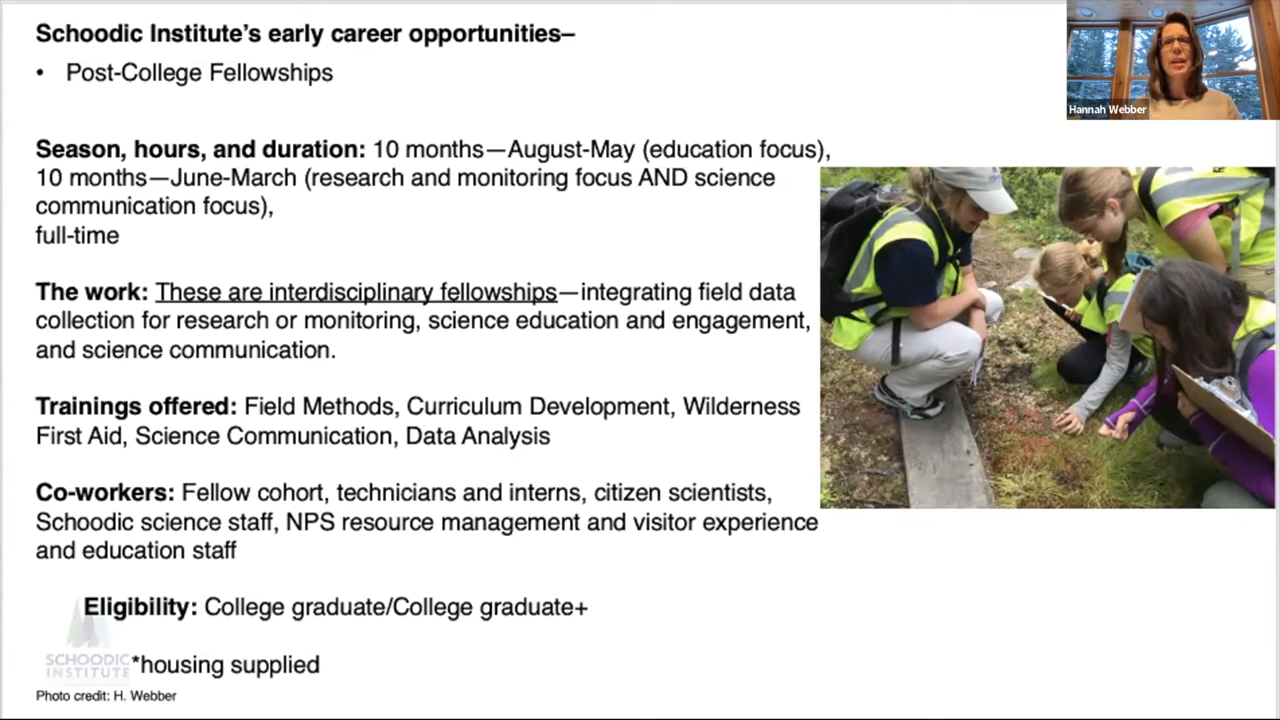 Schoodic Institute’s early career opportunities–
• Post-College Fellowships
Hannah Webber
Season, hours, and duration: 10 months—August-May (education focus),
10 months—June-March (research and monitoring focus AND science
communication focus),
full-time
The work: These are interdisciplinary fellowships—integrating field data
collection for research or monitoring, science education and engagement,
and science communication.
Trainings offered: Field Methods, Curriculum Development, Wilderness
First Aid, Science Communication, Data Analysis
Co-workers: Fellow cohort, technicians and interns, citizen scientists,
Schoodic science staff, NPS resource management and visitor experience
and education staff
Eligibility: College graduate/College graduate+
SCHOODIC
INSTITUTE
*housing supplied
Photo credit: H. Webber